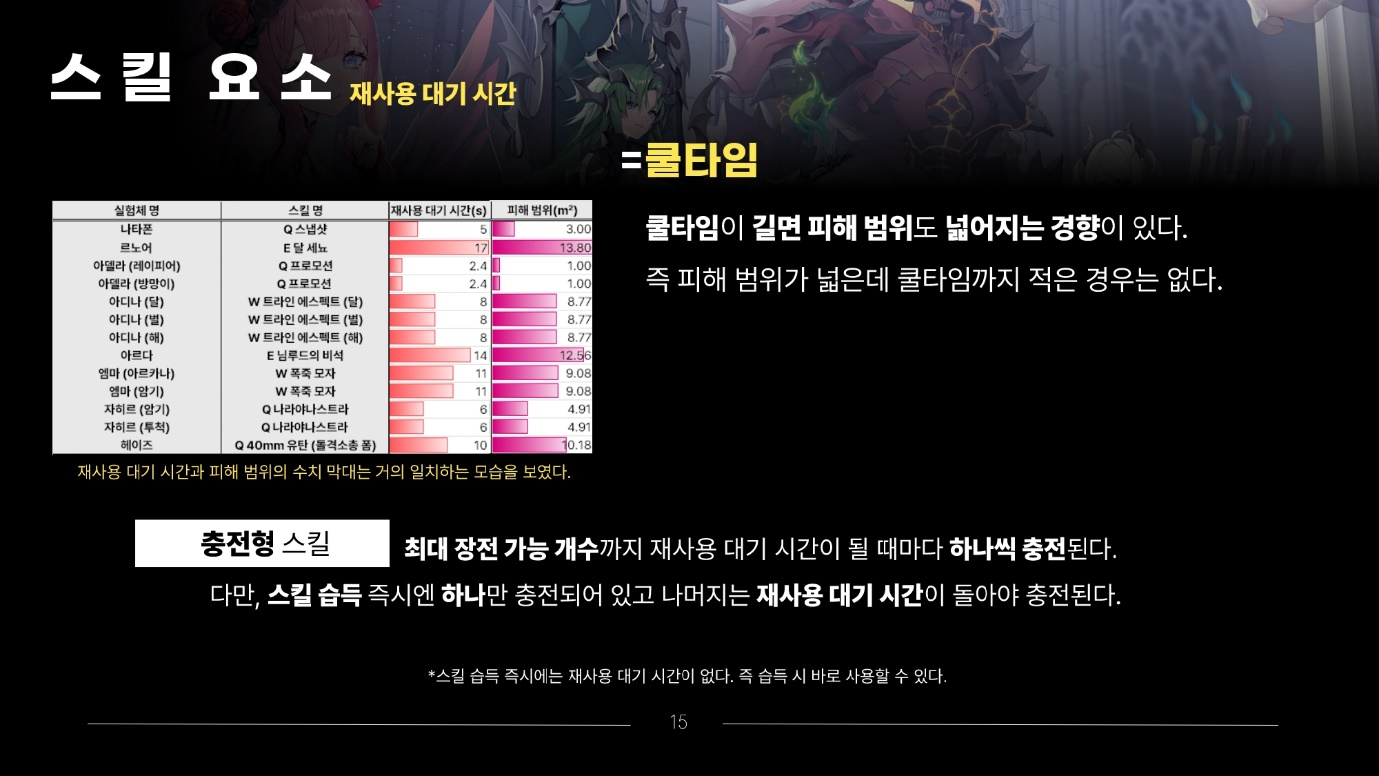 스킬 요소 재사용 대기 시간
=쿨타임
실험체 명 스킬 명 재사용 대기 시간(s) 피해 범위(m²)
나타폰 Q 스냅샷 5 3.00
르노어 E 달 세뇨 17 13.80
아델라 (레이피어) Q 프로모션 2.4 1.00
아델라 (방망이) Q 프로모션 2.4 1.00
아디나 (달) W 트라인 에스펙트 (달) 8 8.77
아디나 (별) W 트라인 에스펙트 (별) 8 8.77
아디나 (해) W 트라인 에스펙트 (해) 8 8.77
아르다 E 님루드의 비석 14 12.56
엠마 (아르카나) W 폭죽 모자 11 9.08
엠마 (암기) W 폭죽 모자 11 9.08
자히르 (암기) Q 나라야나스트라 6 4.91
자히르 (투척) Q 나라야나스트라 6 4.91
헤이즈 Q 40mm 유탄 (돌격소총 폼) 10 10.18
재사용 대기 시간과 피해 범위의 수치 막대는 거의 일치하는 모습을 보였다.
쿨타임이 길면 피해 범위도 넓어지는 경향이 있다.
즉 피해 범위가 넓은데 쿨타임까지 적은 경우는 없다.
충전형 스킬 최대 장전 가능 개수까지 재사용 대기 시간이 될 때마다 하나씩 충전된다.
다만, 스킬 습득 즉시엔 하나만 충전되어 있고 나머지는 재사용 대기 시간이 돌아야 충전된다.
*스킬 습득 즉시에는 재사용 대기 시간이 없다. 즉 습득 시 바로 사용할 수 있다.
15